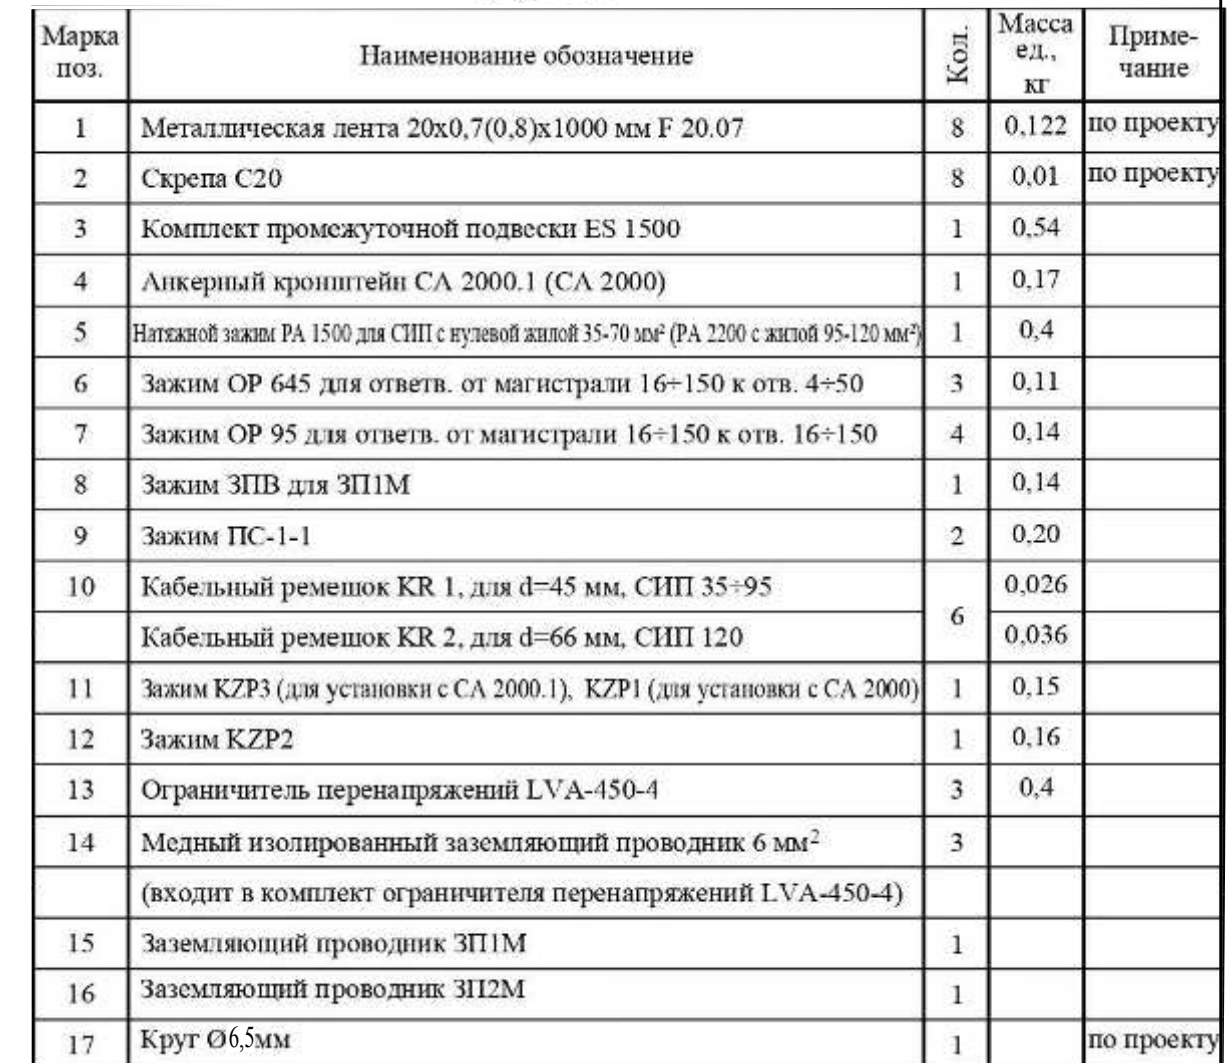 Марка поз. Наименование обозначение Кол. Масса ед., кг Приме-чание
1 Металлическая лента 20х0,7(0,8)х1000 мм F 20.07 8 0,122 по проекту
2 Скрепа С20 8 0,01 по проекту
3 Комплект промежуточной подвески ES 1500 1 0,54
4 Анкерный кронштейн СА 2000.1 (СА 2000) 1 0,17
5 Натяжной зажим РА 1500 для СИП с нулевой жилой 35-70 мм² (РА 2200 с жилой 95-120 мм²) 1 0,4
6 Зажим ОР 645 для ответв. от магистрали 16÷150 к отв. 4÷50 3 0,11
7 Зажим ОР 95 для ответв. от магистрали 16÷150 к отв. 16÷150 4 0,14
8 Зажим ЗПВ для ЗП1М 1 0,14
9 Зажим ПС-1-1 2 0,20
10 Кабельный ремешок KR 1, для d=45 мм, СИП 35÷95 6 0,026
Кабельный ремешок KR 2, для d=66 мм, СИП 120 0,036
11 Зажим KZP3 (для установки с СА 2000.1), KZP1 (для установки с СА 2000) 1 0,15
12 Зажим KZP2 1 0,16
13 Ограничитель перенапряжений LVA-450-4 3 0,4
14 Медный изолированный заземляющий проводник 6 мм² 3
(входит в комплект ограничителя перенапряжений LVA-450-4)
15 Заземляющий проводник ЗП1М 1
16 Заземляющий проводник ЗП2М 1
17 Круг Ø6,5мм 1 по проекту